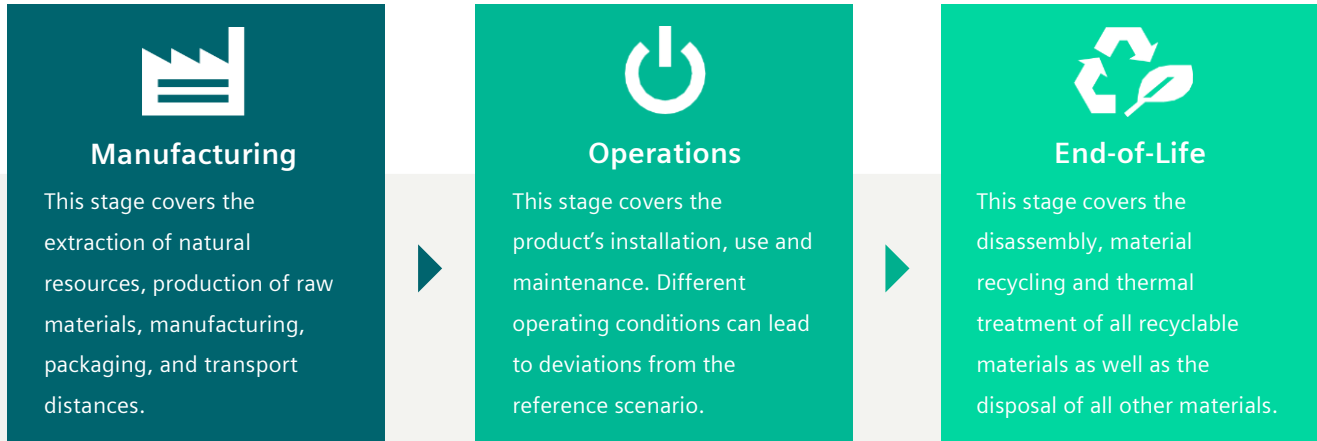 Manufacturing
This stage covers the
extraction of natural
resources, production of raw
materials, manufacturing,
packaging, and transport
distances.
Operations
This stage covers the
product’s installation, use and
maintenance. Different
operating conditions can lead
to deviations from the
reference scenario.
End-of-Life
This stage covers the
disassembly, material
recycling and thermal
treatment of all recyclable
materials as well as the
disposal of all other materials.